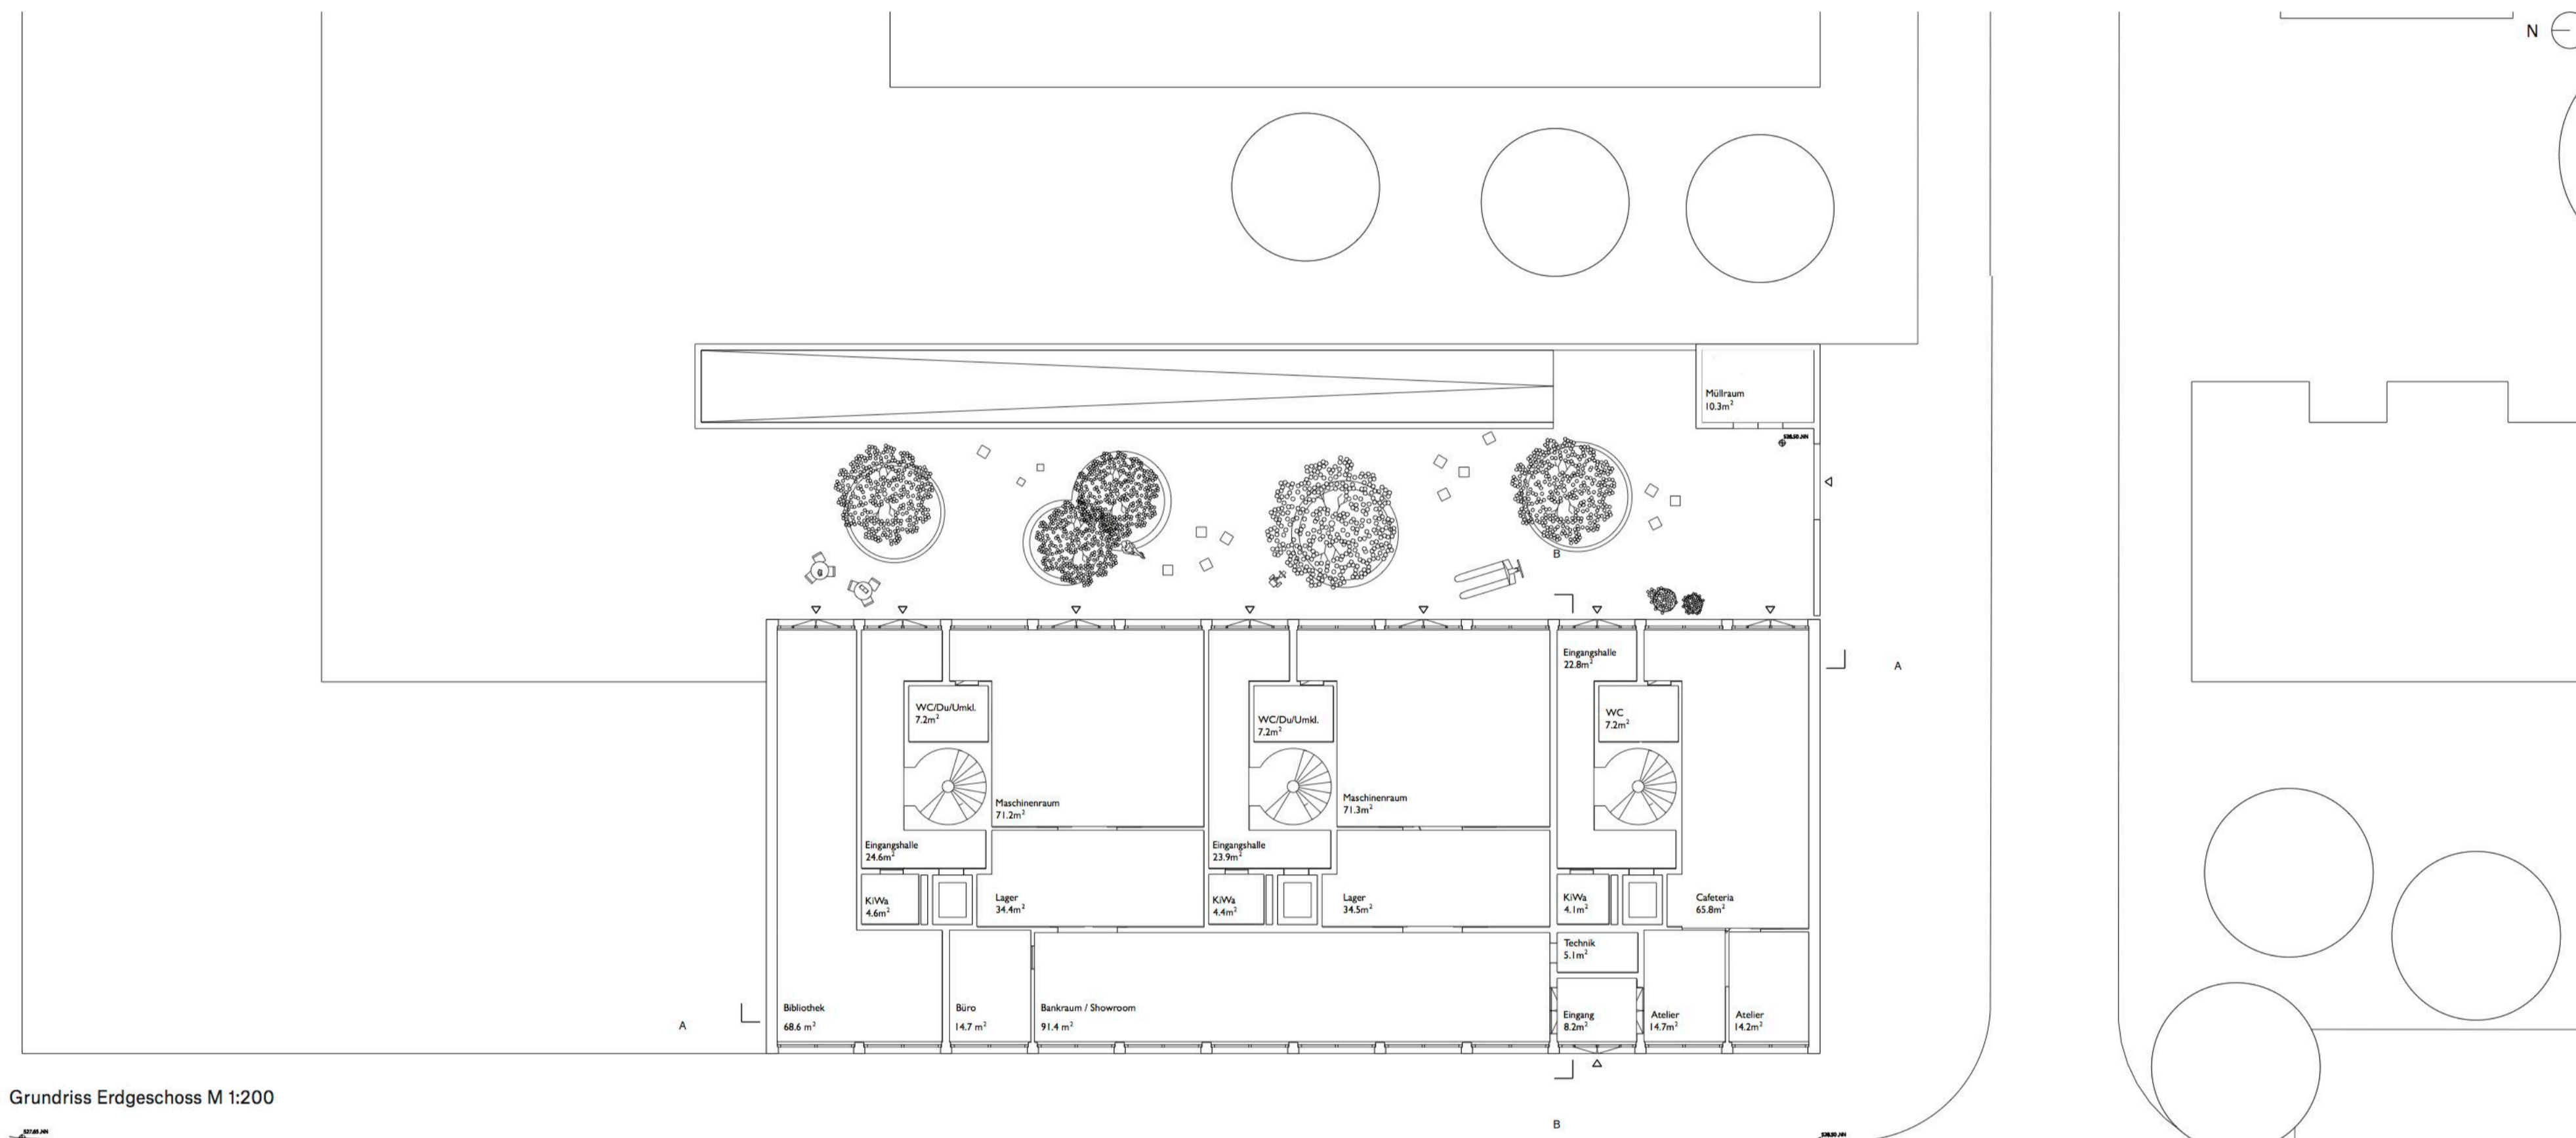 N
Müllraum
10.3m²
536.50 JNN
B
Eingangshalle
22.8m²
A
WC/Du/Umkl.
7.2m²
WC/Du/Umkl.
7.2m²
WC
7.2m²
Maschinenraum
71.2m²
Maschinenraum
71.3m²
Eingangshalle
24.6m²
Eingangshalle
23.9m²
KiWa
4.6m²
Lager
34.4m²
KiWa
4.4m²
Lager
34.5m²
KiWa
4.1m²
Cafeteria
65.8m²
Technik
5.1m²
Bibliothek
68.6 m²
Büro
14.7 m²
Bankraum / Showroom
91.4 m²
Eingang
8.2m²
Atelier
14.7m²
Atelier
14.2m²
A
B
Grundriss Erdgeschoss M 1:200